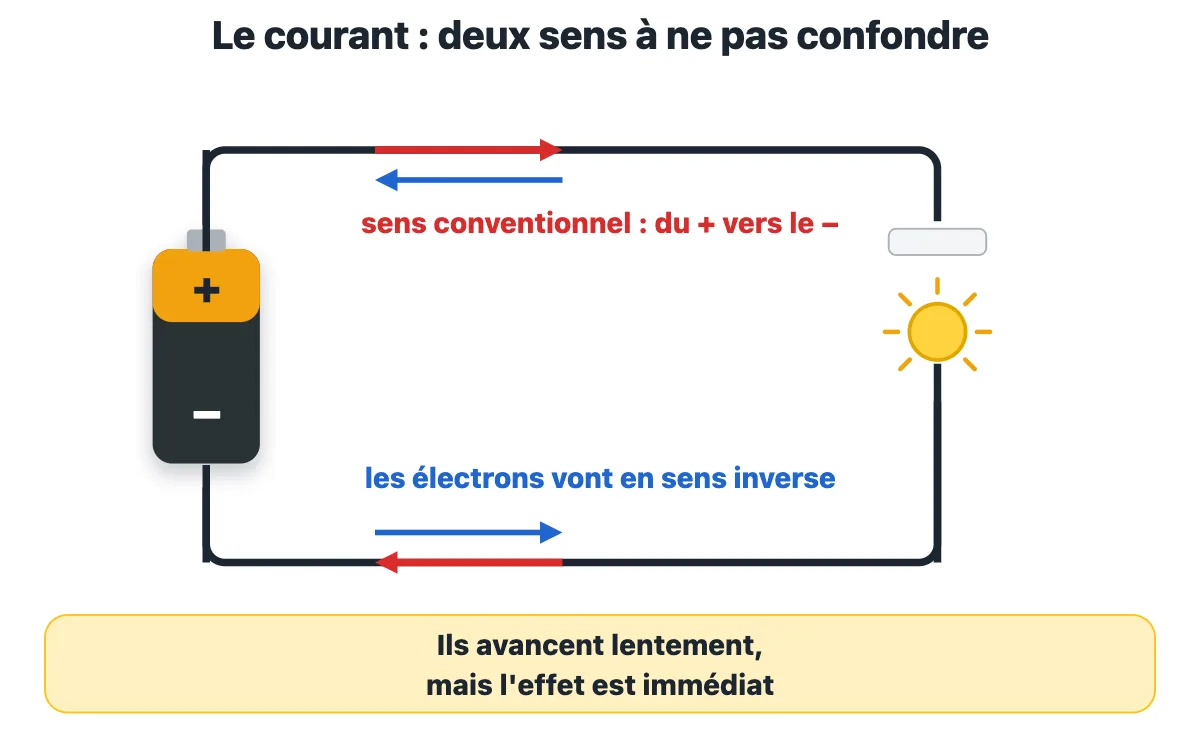 Le courant : deux sens à ne pas confondre
sens conventionnel : du + vers le –
+
–
les électrons vont en sens inverse
Ils avancent lentement,
mais l'effet est immédiat